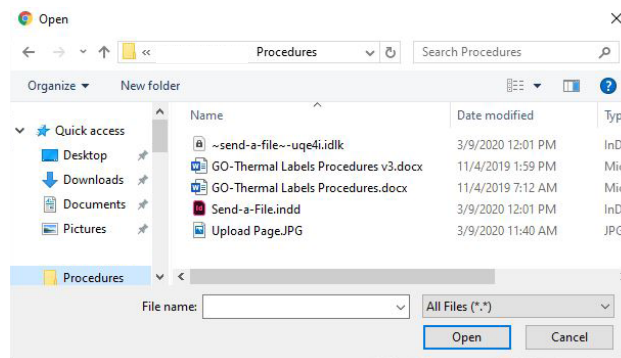 Open
« Procedures Search Procedures
Organize New folder
Name Date modified Typ
Quick access
~send-a-file~-uqe4i.idlk 3/9/2020 12:01 PM InD
Desktop
GO-Thermal Labels Procedures v3.docx 11/4/2019 1:59 PM Mi
Downloads
GO-Thermal Labels Procedures.docx 11/4/2019 7:12 AM Mi
Documents
Send-a-File.indd 3/9/2020 12:01 PM InD
Pictures
Upload Page.JPG 3/9/2020 11:40 AM JPG
Procedures
File name: All Files (*.*)
Open Cancel